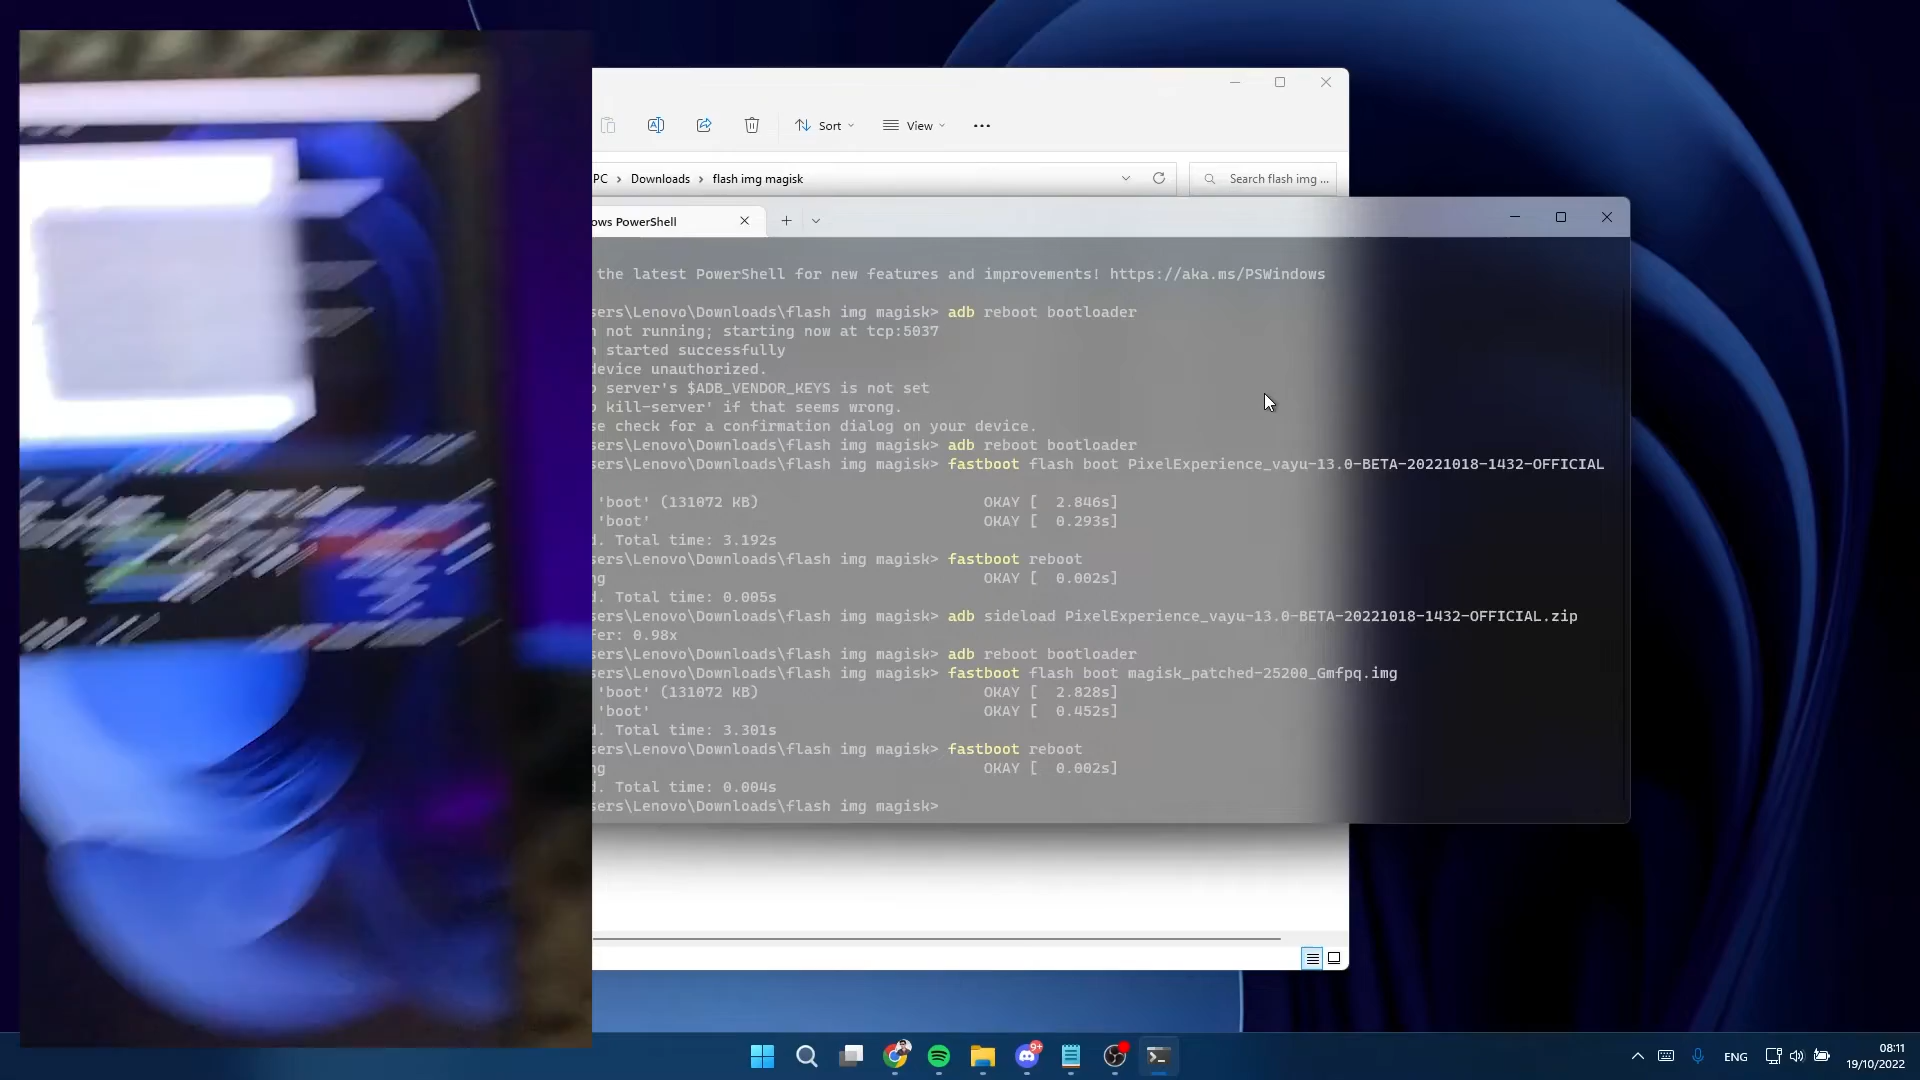 Sort
View
PC > Downloads > flash img magisk
Search flash img ...
ows PowerShell
the latest PowerShell for new features and improvements! https://aka.ms/PSWindows
sers\Lenovo\Downloads\flash img magisk> adb reboot bootloader
n not running; starting now at tcp:5037
n started successfully
device unauthorized.
b server's $ADB_VENDOR_KEYS is not set
b kill-server' if that seems wrong.
se check for a confirmation dialog on your device.
sers\Lenovo\Downloads\flash img magisk> adb reboot bootloader
sers\Lenovo\Downloads\flash img magisk> fastboot flash boot PixelExperience_vayu-13.0-BETA-20221018-1432-OFFICIAL
'boot' (131072 KB) OKAY [ 2.846s]
'boot' OKAY [ 0.293s]
d. Total time: 3.192s
sers\Lenovo\Downloads\flash img magisk> fastboot reboot
ng OKAY [ 0.002s]
d. Total time: 0.005s
sers\Lenovo\Downloads\flash img magisk> adb sideload PixelExperience_vayu-13.0-BETA-20221018-1432-OFFICIAL.zip
fer: 0.98x
sers\Lenovo\Downloads\flash img magisk> adb reboot bootloader
sers\Lenovo\Downloads\flash img magisk> fastboot flash boot magisk_patched-25200_Gmfpq.img
'boot' (131072 KB) OKAY [ 2.828s]
'boot' OKAY [ 0.452s]
d. Total time: 3.301s
sers\Lenovo\Downloads\flash img magisk> fastboot reboot
ng OKAY [ 0.002s]
d. Total time: 0.004s
sers\Lenovo\Downloads\flash img magisk>
9+
ENG
08:11
19/10/2022